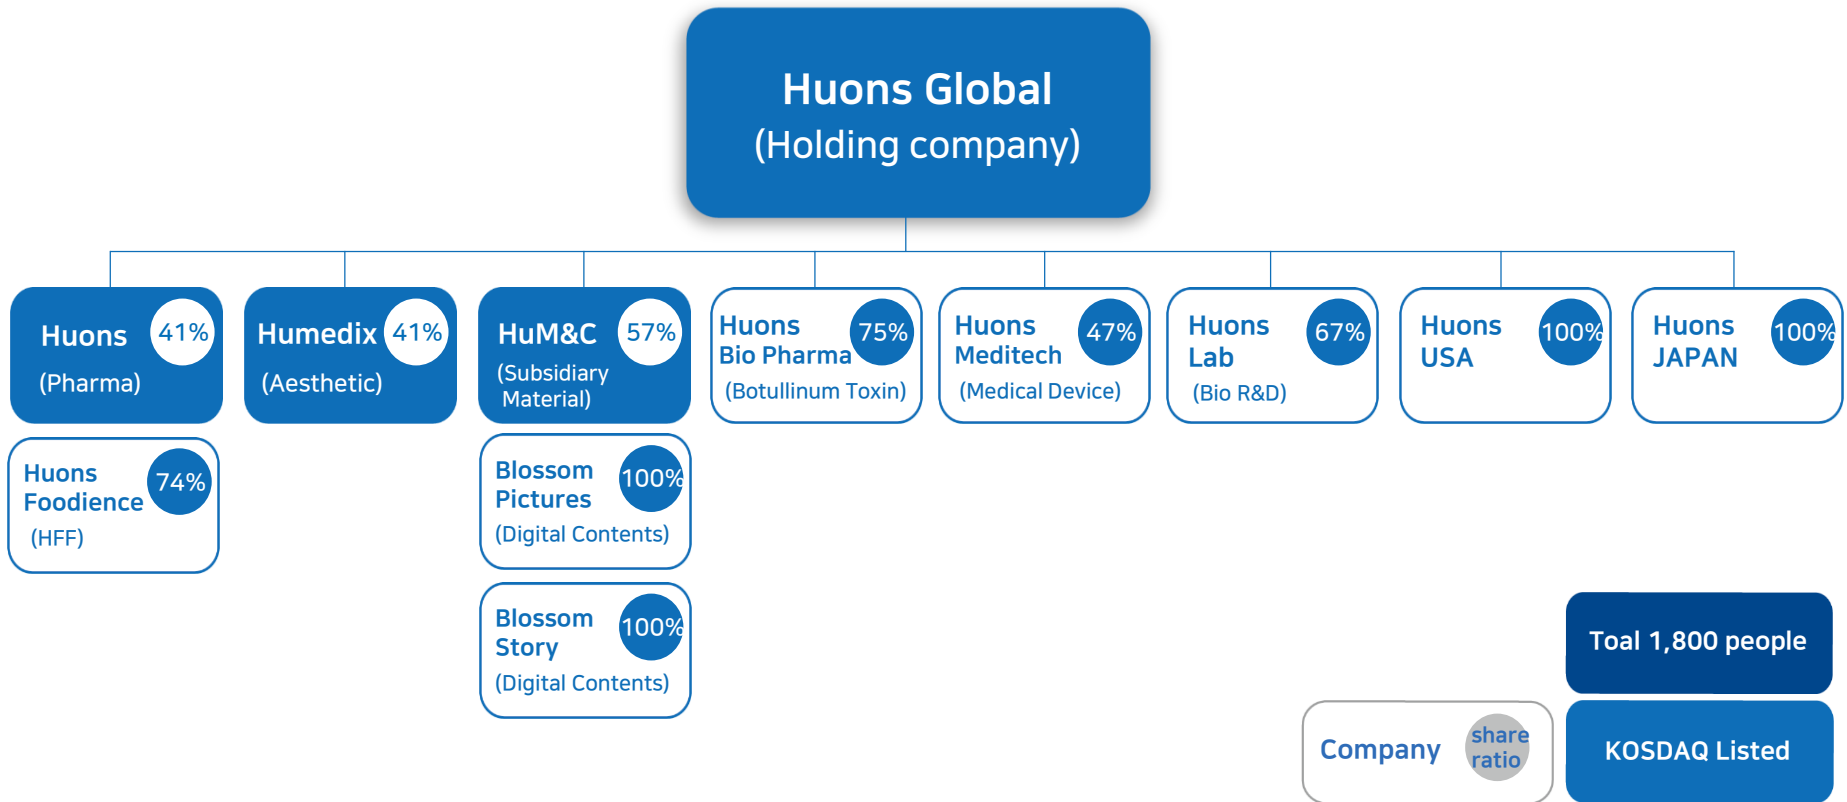 Huons Global
(Holding company)
Huons
41%
(Pharma)
Humedix
41%
(Aesthetic)
HuM&C
57%
(Subsidiary
Material)
Huons
Bio Pharma
75%
(Botullinum Toxin)
Huons
Meditech
47%
(Medical Device)
Huons
Lab
67%
(Bio R&D)
Huons
USA
100%
Huons
JAPAN
100%
Huons
Foodience
74%
(HFF)
Blossom
Pictures
100%
(Digital Contents)
Blossom
Story
100%
(Digital Contents)
Toal 1,800 people
Company
share
ratio
KOSDAQ Listed